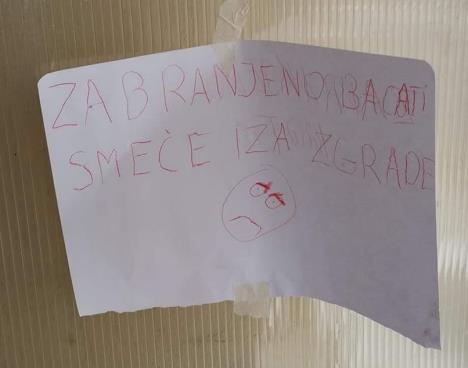 ZABRANJENO BACATI
SMEĆE IZA ZGRADE